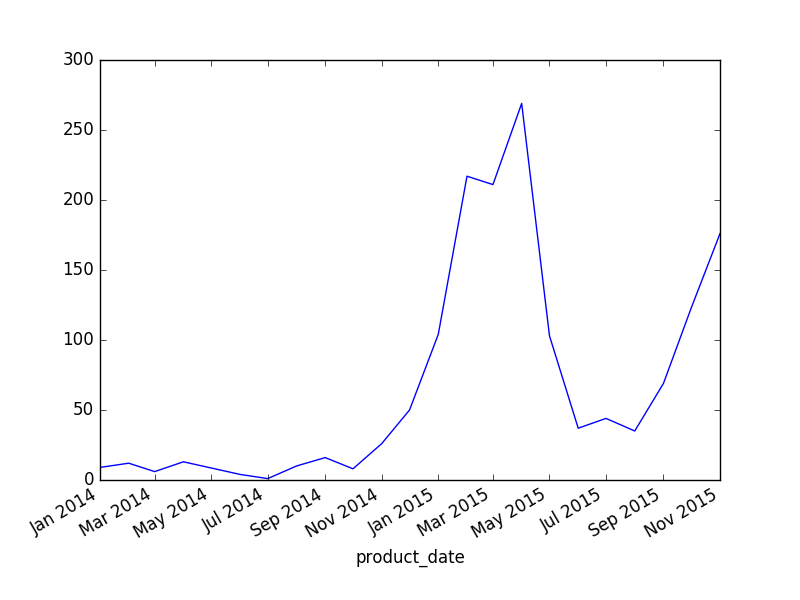 300
250
200
150
100
50
0
Jan 2014
Mar 2014
May 2014
Jul 2014
Sep 2014
Nov 2014
Jan 2015
Mar 2015
May 2015
Jul 2015
Sep 2015
Nov 2015
product_date